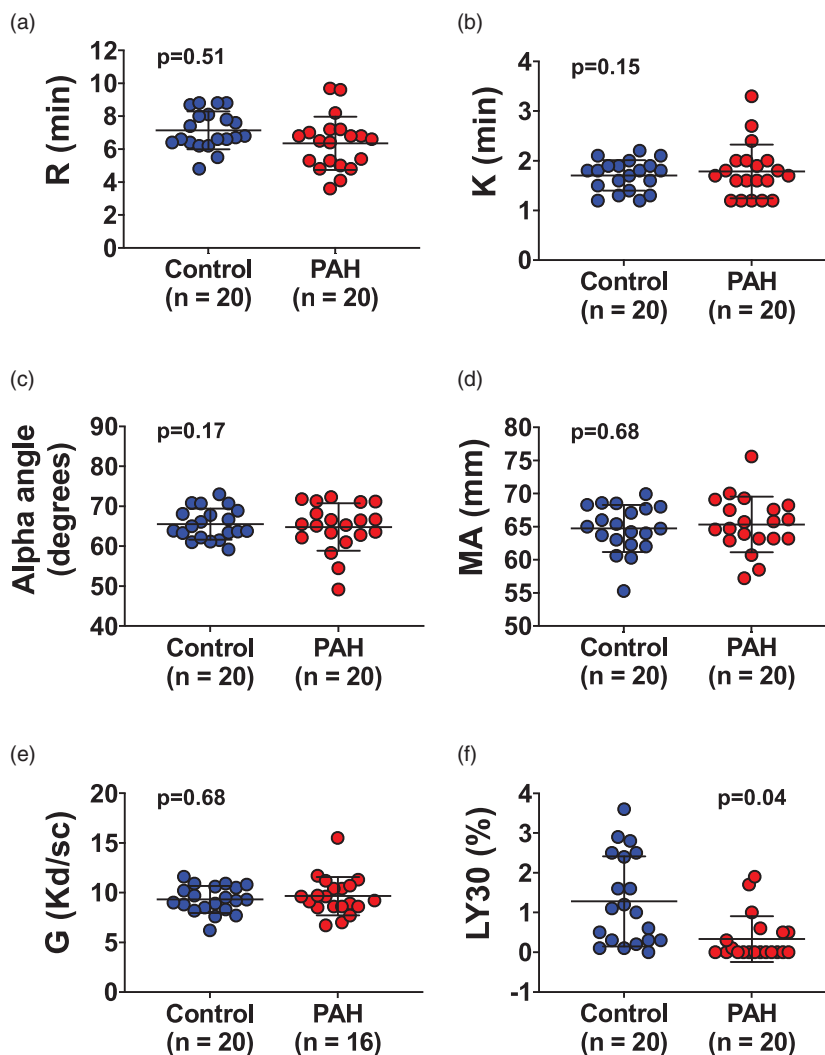 (a)
p=0.51
R (min)
12
10
8
6
4
2
0
Control
(n = 20)
PAH
(n = 20)
(b)
p=0.15
K (min)
4
3
2
1
0
Control
(n = 20)
PAH
(n = 20)
(c)
p=0.17
Alpha angle
(degrees)
90
80
70
60
50
40
Control
(n = 20)
PAH
(n = 20)
(d)
p=0.68
MA (mm)
80
75
70
65
60
55
50
Control
(n = 20)
PAH
(n = 20)
(e)
p=0.68
G (Kd/sc)
20
15
10
5
0
Control
(n = 20)
PAH
(n = 16)
(f)
p=0.04
LY30 (%)
4
3
2
1
0
-1
Control
(n = 20)
PAH
(n = 20)